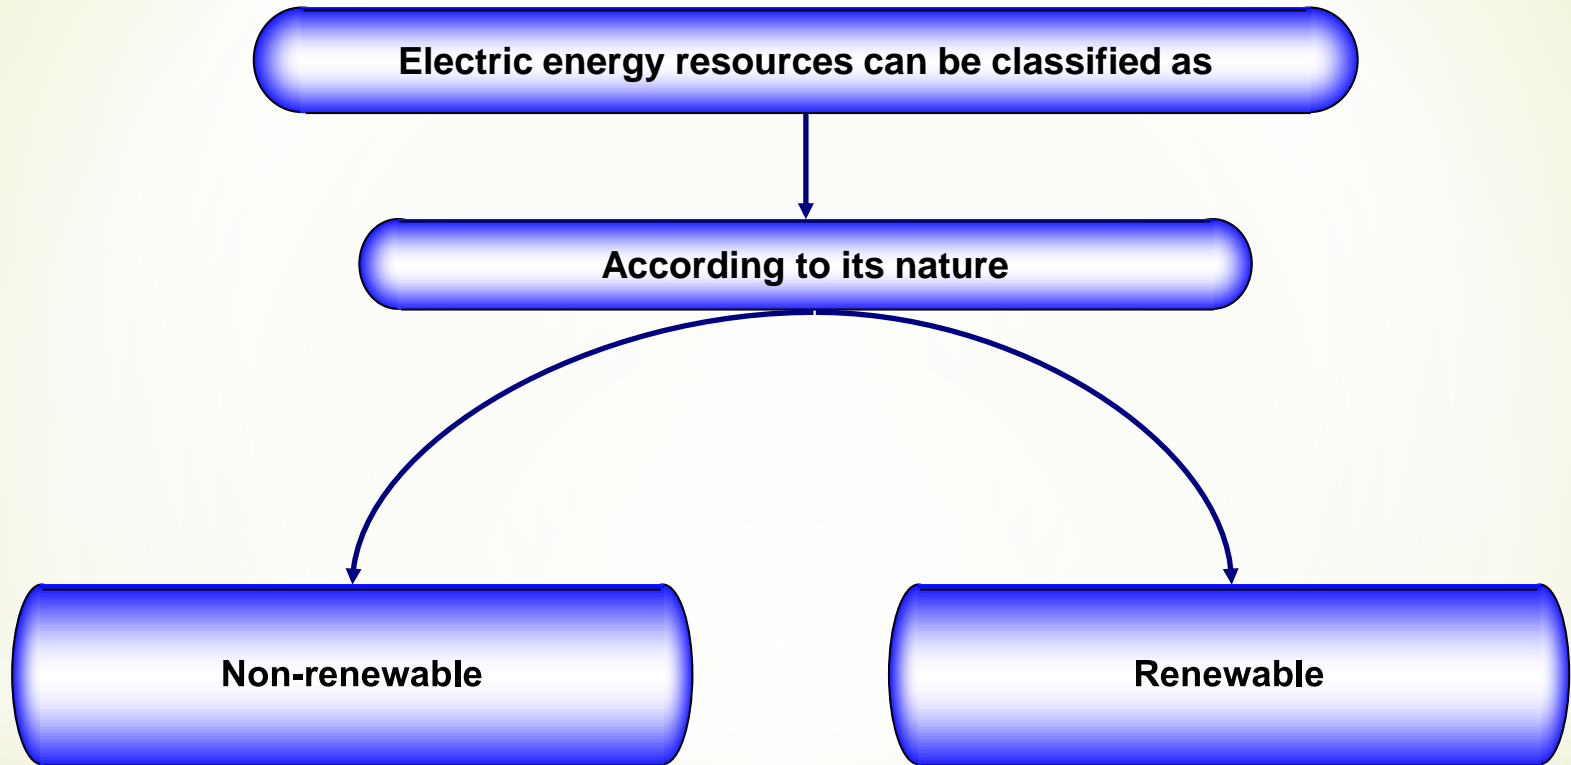 Electric energy resources can be classified as
According to its nature
Non-renewable
Renewable